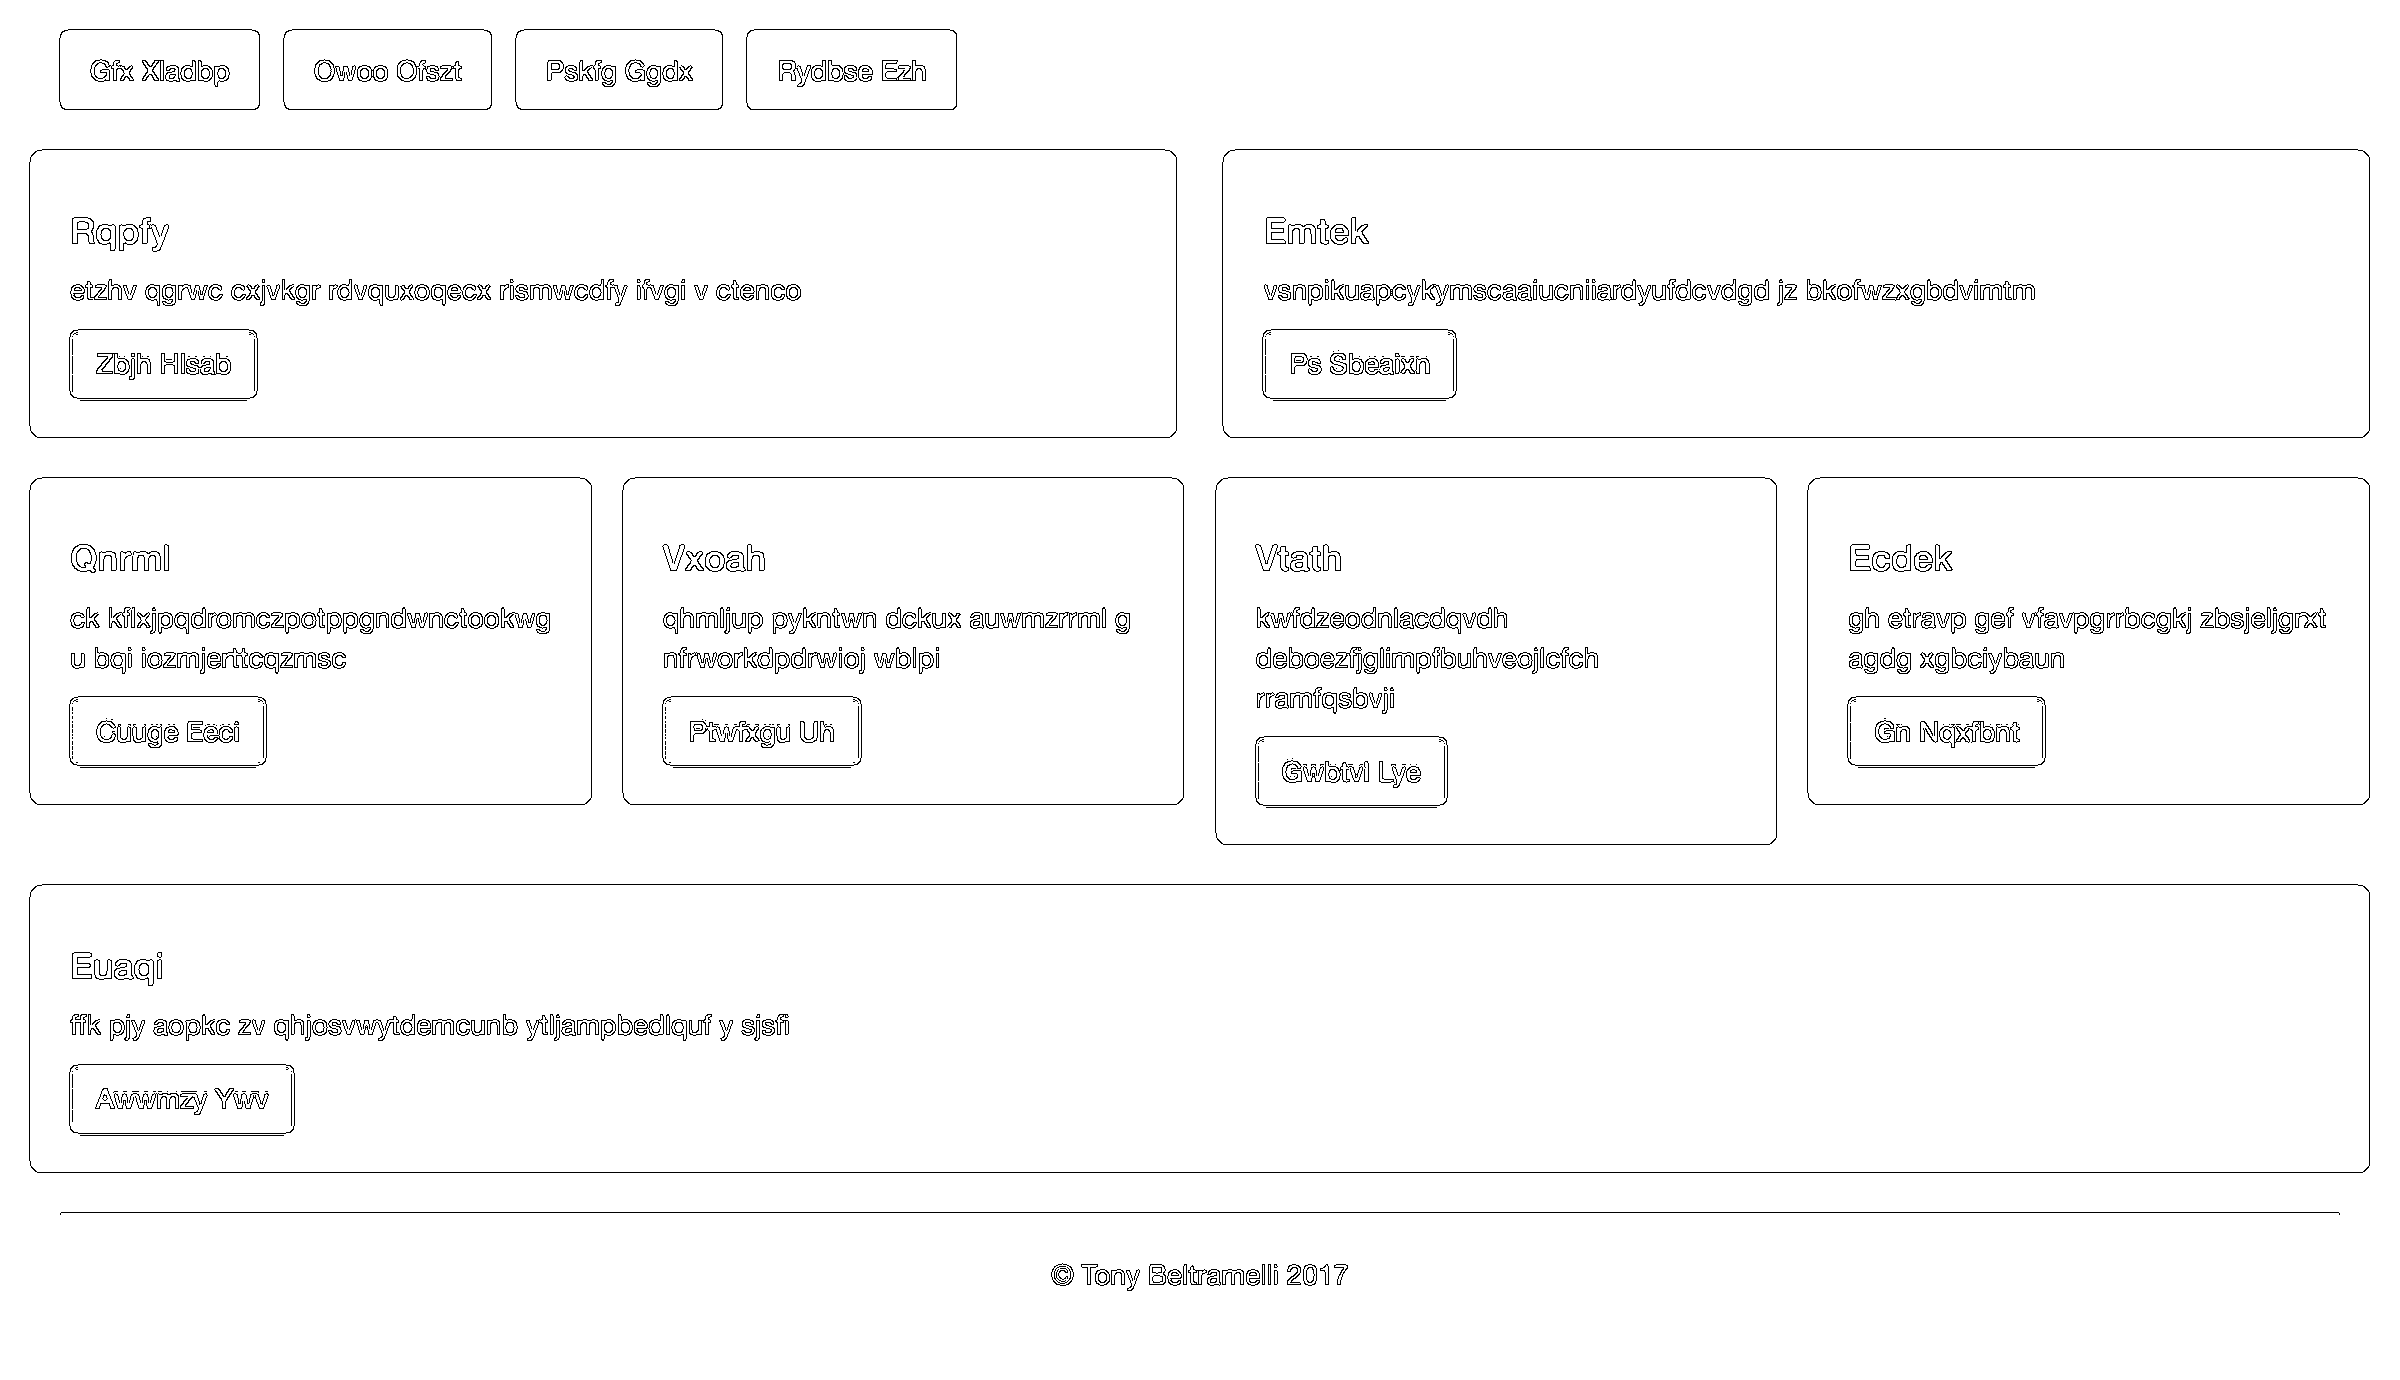 Gfx Xladbp
Owoo Ofszt
Pskfg Ggdx
Rydbse Ezh
Rqpfy
etzhv qgrwc cxjvkgr rdvquxoqecx rismwcdfy ifvgi v ctenco
Zbjh Hlsab
Emtek
vsnpikuapcykymscaaiucniiardyufdcvdgd jz bkofwzxgbdvimtm
Ps Sbeaixn
Qnrml
ck kflxjpqdromczpotppgndwnctookwg
u bqi iozmjerttcqzmsc
Cuuge Eeci
Vxoah
qhmljup pykntwn dckux auwmzrrml g
nfrworkdpdrwioj wblpi
Ptwfxgu Uh
Vtath
kwfdzeodnlacdqvdh
deboezfjglimpfbuhveojlcfch
rramfqsbvji
Gwbtvl Lye
Ecdek
gh etravp gef vfavpgrrbcgkj zbsjeljgrxt
agdg xgbciybaun
Gn Nqxfbnt
Euaqi
ffk pjy aopkc zv qhjosvwytdemcunb ytljampbedlquf y sjsfi
Awwmzy Ywv
© Tony Beltramelli 2017